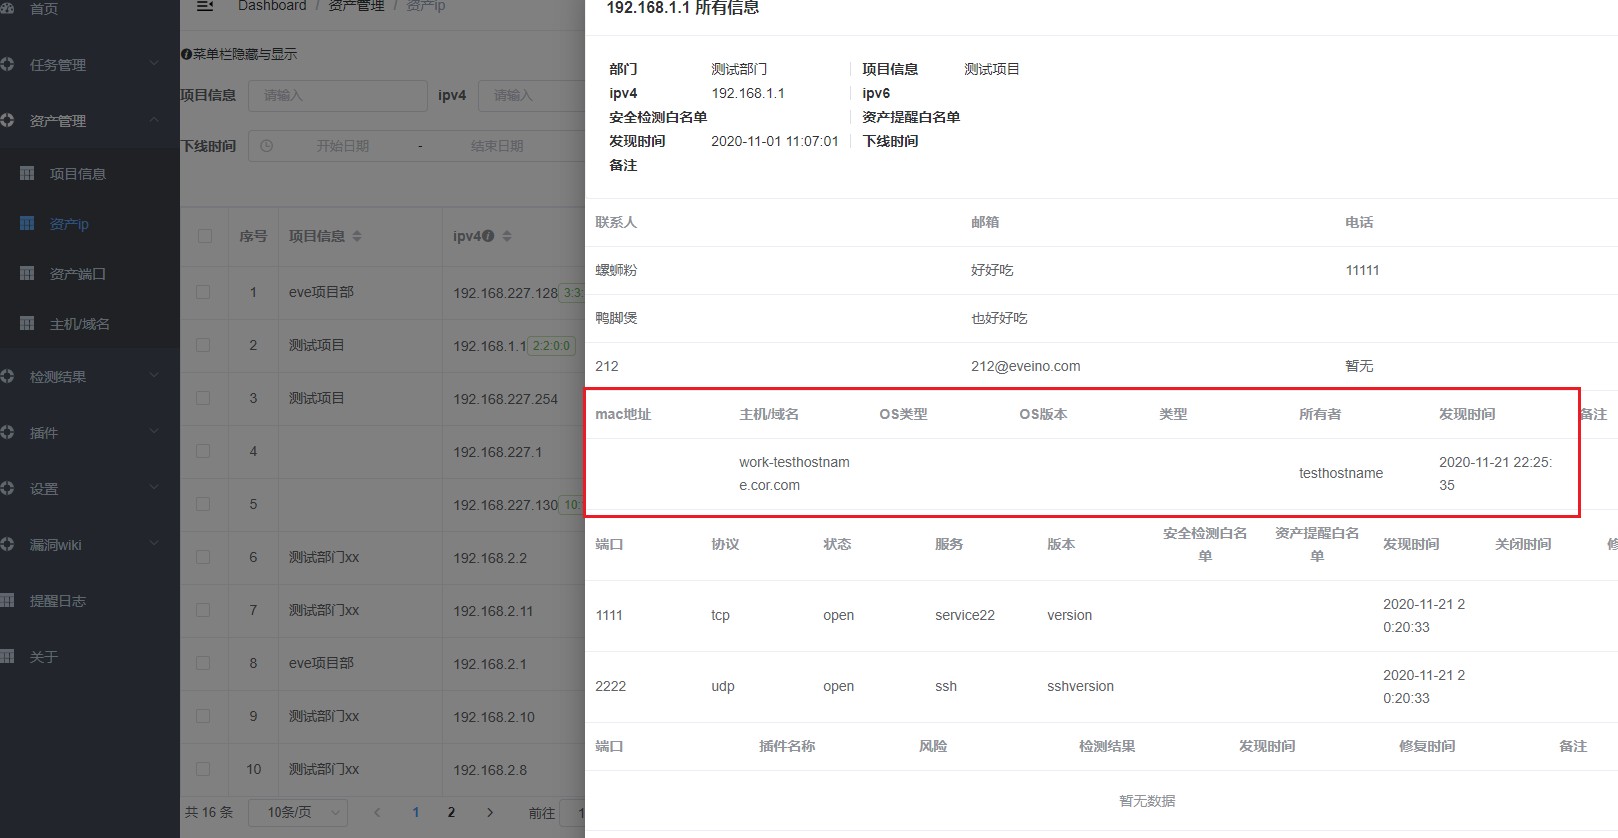 首页
任务管理
资产管理
项目信息
资产ip
资产端口
主机/域名
检测结果
插件
设置
漏洞wiki
提醒日志
关于
Dashboard / 资产管理 / 资产ip
菜单栏隐藏与显示
项目信息 请输入 ipv4 请输入
下线时间 开始日期 - 结束日期
序号 项目信息 ipv4
1 eve项目部 192.168.227.128 3:3:
2 测试项目 192.168.1.1 2:2:0:0
3 测试项目 192.168.227.254
4 192.168.227.1
5 192.168.227.130 10:
6 测试部门xx 192.168.2.2
7 测试部门xx 192.168.2.11
8 eve项目部 192.168.2.1
9 测试部门xx 192.168.2.10
10 测试部门xx 192.168.2.8
共 16 条 10条/页 1 2 前往 1
192.168.1.1 所有信息
部门 测试部门 项目信息 测试项目
ipv4 192.168.1.1 ipv6
安全检测白名单 资产提醒白名单
发现时间 2020-11-01 11:07:01 下线时间
备注
联系人 邮箱 电话
螺蛳粉 好好吃 11111
鸭脚煲 也好好吃
212 212@eveino.com 暂无
mac地址 主机/域名 OS类型 OS版本 类型 所有者 发现时间 备注
work-testhostnam
e.cor.com
testhostname
2020-11-21 22:25:
35
端口 协议 状态 服务 版本
安全检测白名
单
资产提醒白名
单
发现时间 关闭时间
1111 tcp open service22 version
2020-11-21 2
0:20:33
2222 udp open ssh sshversion
2020-11-21 2
0:20:33
端口 插件名称 风险 检测结果 发现时间 修复时间 备注
暂无数据